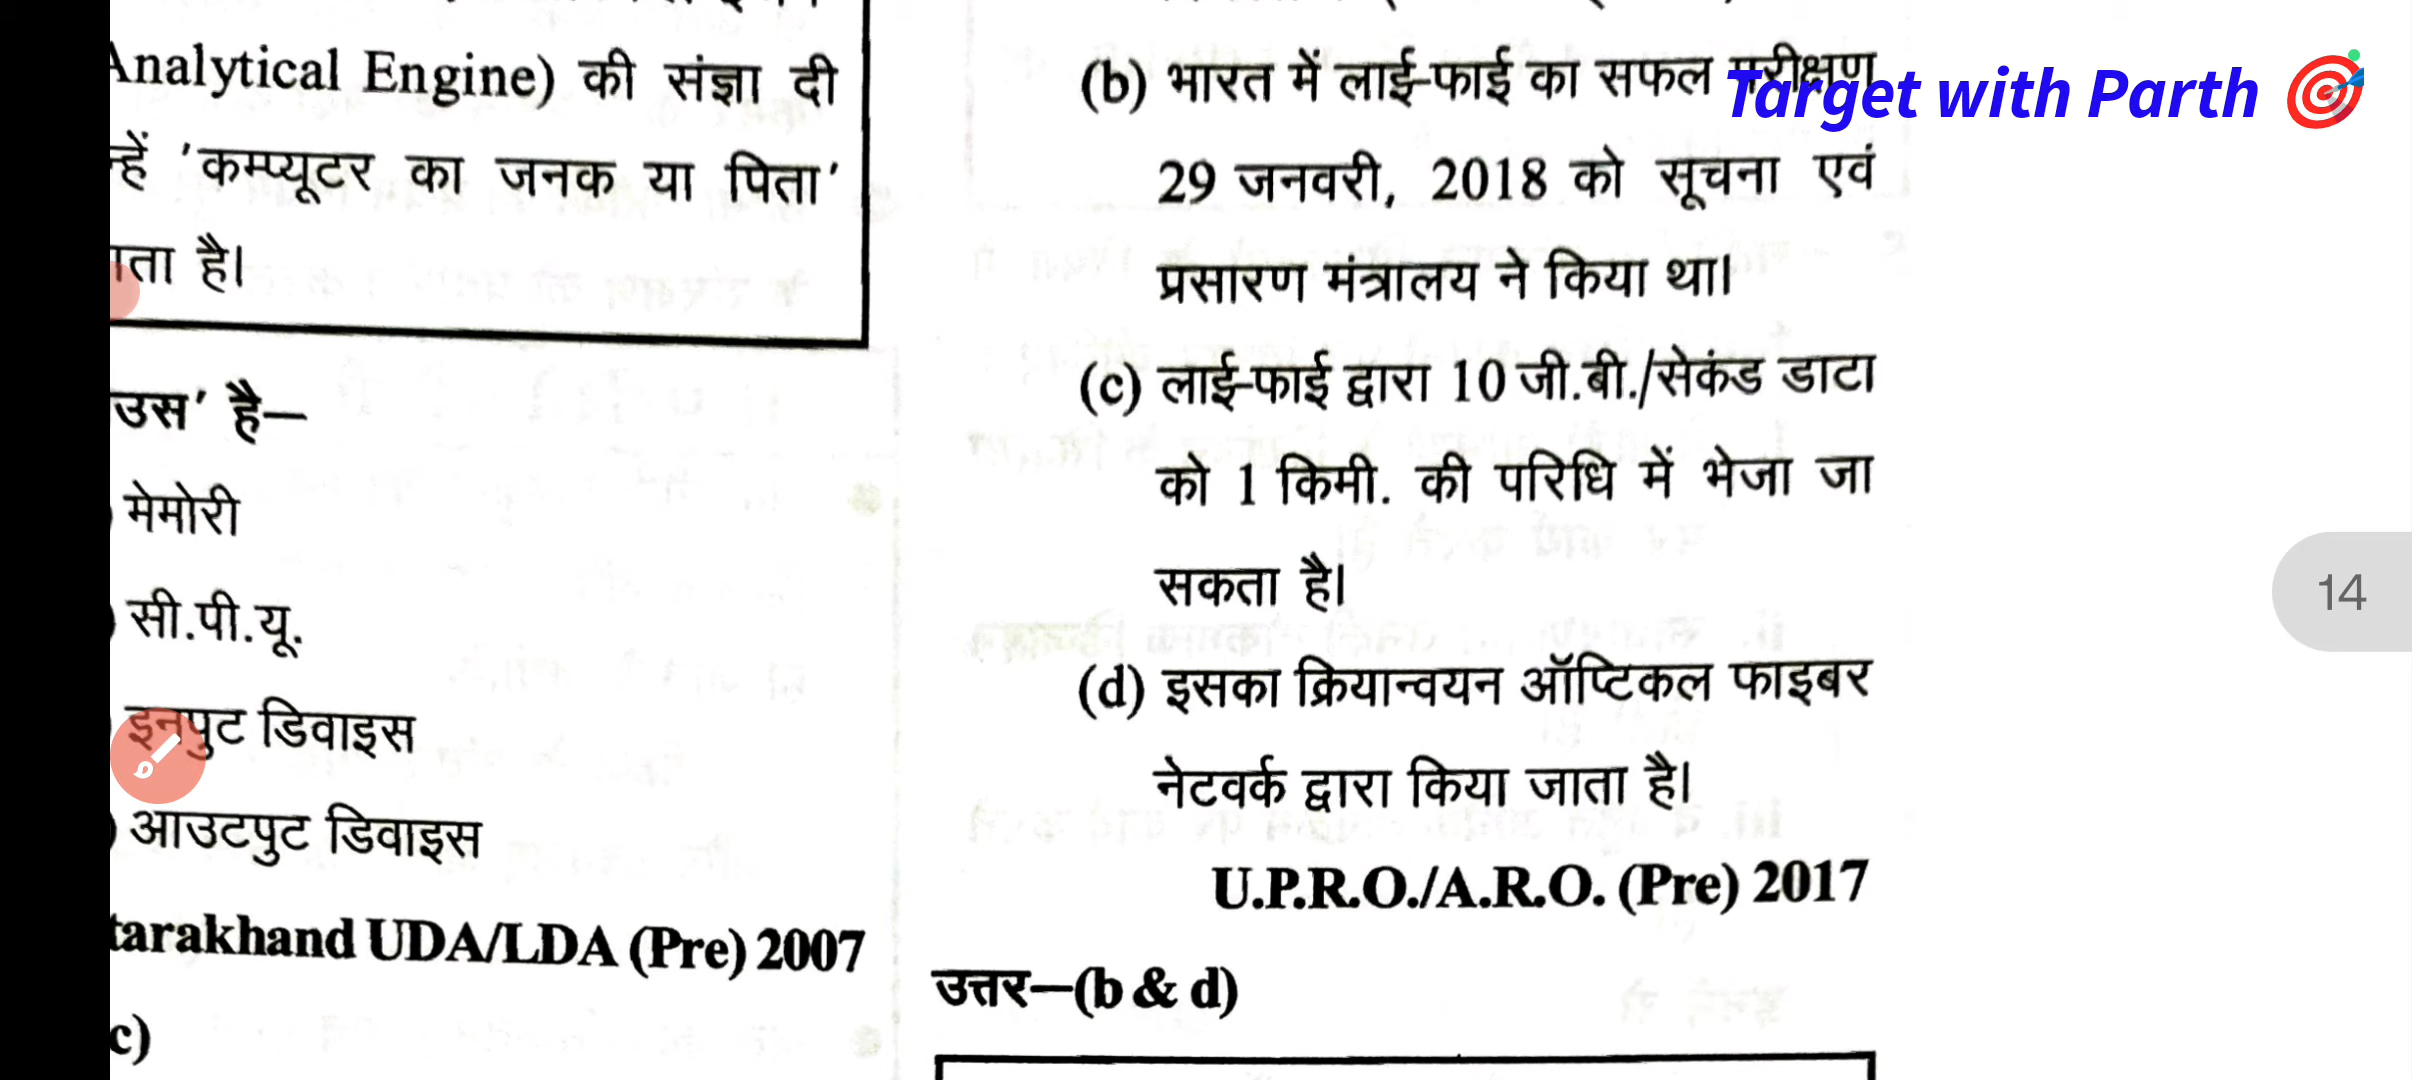 Analytical Engine) की संज्ञा दी
'कम्प्यूटर का जनक या पिता'
है।
है—
मेमोरी
सी.पी.यू.
इनपुट डिवाइस
आउटपुट डिवाइस
tarakhand UDA/LDA (Pre) 2007
c)
(b) भारत में लाई-फाई का सफल परीक्षण
29 जनवरी, 2018 को सूचना एवं
प्रसारण मंत्रालय ने किया था।
(c) लाई-फाई द्वारा 10 जी.बी./सेकंड डाटा
को 1 किमी. की परिधि में भेजा जा
सकता है।
(d) इसका क्रियान्वयन ऑप्टिकल फाइबर
नेटवर्क द्वारा किया जाता है।
U.P.R.O./A.R.O. (Pre) 2017
उत्तर—(b & d)
Target with Parth
14